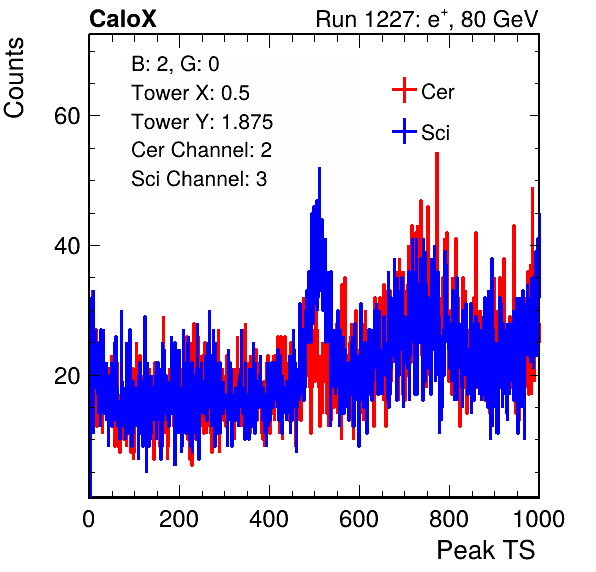 CaloX Run 1227: e+, 80 GeV
B: 2, G: 0
Tower X: 0.5
Tower Y: 1.875
Cer Channel: 2
Sci Channel: 3
Cer
Sci
Counts
60
40
20
0 200 400 600 800 1000
Peak TS